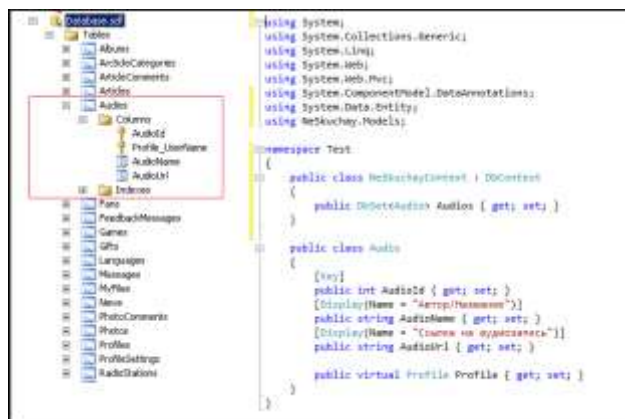 Database.sdf
Tables
Albums
ArcticleCategories
ArticleComments
Articles
Audios
Columns
AudioId
Profile_UserName
AudioName
AudioUrl
Indexes
Fans
FeedbackMessages
Games
Gifts
Languages
Messages
MyFiles
News
PhotoComments
Photos
Profiles
ProfileSettings
RadioStations
using System;
using System.Collections.Generic;
using System.Linq;
using System.Web;
using System.Web.Mvc;
using System.ComponentModel.DataAnnotations;
using System.Data.Entity;
using NeSkuchay.Models;
namespace Test
{
public class NeSkuchayContext : DbContext
{
public DbSet<Audio> Audios { get; set; }
}
public class Audio
{
[Key]
public int AudioId { get; set; }
[Display(Name = "Автор/Название")]
public string AudioName { get; set; }
[Display(Name = "Ссылка на аудиозапись")]
public string AudioUrl { get; set; }
public virtual Profile Profile { get; set; }
}
}